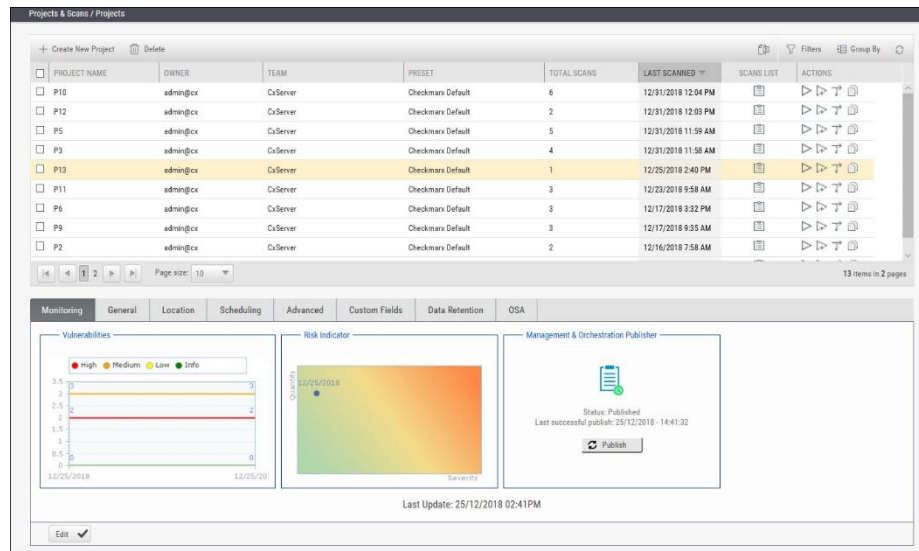 Projects & Scans / Projects
Create New Project Delete Filters Group By
PROJECT NAME OWNER TEAM PRESET TOTAL SCANS LAST SCANNED SCANS LIST ACTIONS
P10 admin@cx CxServer Checkmarx Default 6 12/31/2018 12:04 PM
P12 admin@cx CxServer Checkmarx Default 2 12/31/2018 12:03 PM
P5 admin@cx CxServer Checkmarx Default 5 12/31/2018 11:59 AM
P3 admin@cx CxServer Checkmarx Default 4 12/31/2018 11:58 AM
P13 admin@cx CxServer Checkmarx Default 1 12/25/2018 2:40 PM
P11 admin@cx CxServer Checkmarx Default 3 12/23/2018 9:58 AM
P6 admin@cx CxServer Checkmarx Default 3 12/17/2018 3:32 PM
P9 admin@cx CxServer Checkmarx Default 3 12/17/2018 9:35 AM
P2 admin@cx CxServer Checkmarx Default 2 12/16/2018 7:58 AM
1 2 Page size: 10 13 items in 2 pages
Monitoring General Location Scheduling Advanced Custom Fields Data Retention OSA
Vulnerabilities
High Medium Low Info
3.5
3 3 3
2.5
2 2 2
1.5
1
0.5
0 0 0
12/25/2018 12/25/20
Risk Indicator
Quantity
12/25/2018
Severity
Management & Orchestration Publisher
Status: Published
Last successful publish: 25/12/2018 - 14:41:32
Publish
Last Update: 25/12/2018 02:41PM
Edit